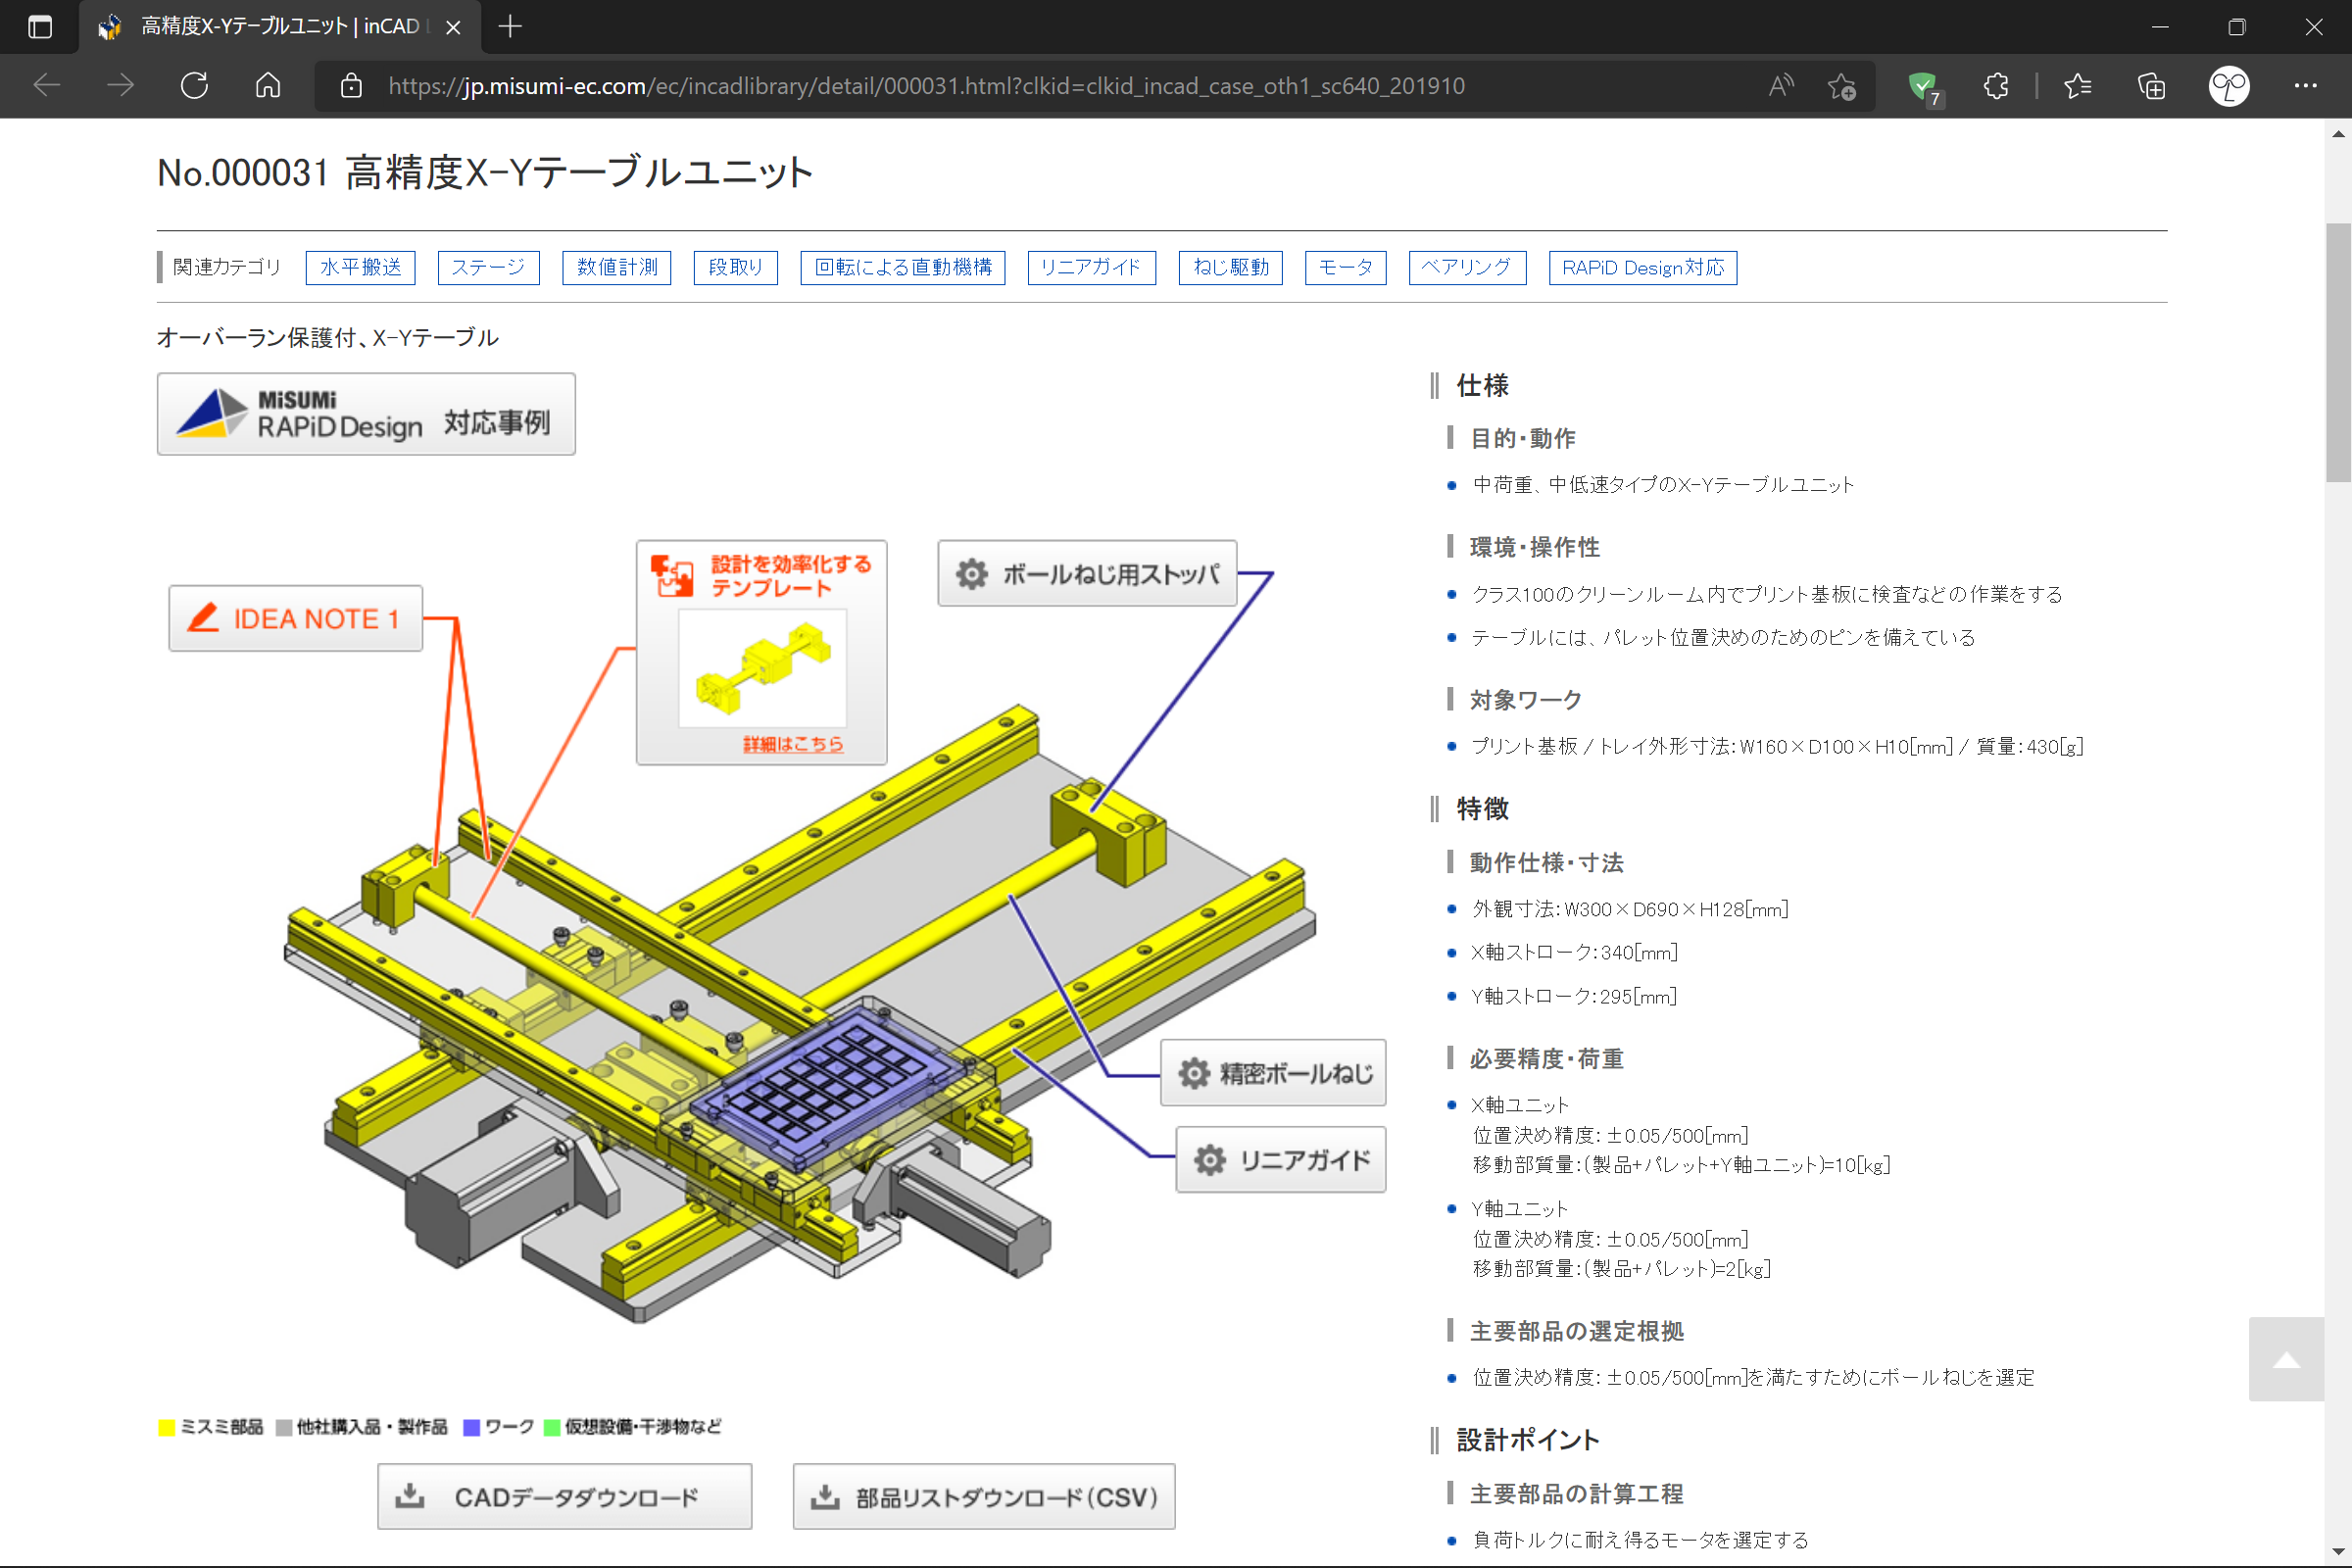 高精度X-Yテーブルユニット | inCAD L
https://jp.misumi-ec.com/ec/incadlibrary/detail/000031.html?clkid=clkid_incad_case_oth1_sc640_201910
7
No.000031 高精度X-Yテーブルユニット
関連カテゴリ 水平搬送 ステージ 数値計測 段取り 回転による直動機構 リニアガイド ねじ駆動 モータ ベアリング RAPiD Design対応
オーバーラン保護付、X-Yテーブル
MiSUMi
RAPiD Design 対応事例
設計を効率化する
テンプレート
詳細はこちら
ボールねじ用ストッパ
IDEA NOTE 1
精密ボールねじ
リニアガイド
ミスミ部品 他社購入品・製作品 ワーク 仮想設備・干渉物など
CADデータダウンロード
部品リストダウンロード(CSV)
仕様
目的・動作
中荷重、中低速タイプのX-Yテーブルユニット
環境・操作性
クラス100のクリーンルーム内でプリント基板に検査などの作業をする
テーブルには、パレット位置決めのためのピンを備えている
対象ワーク
プリント基板 / トレイ外形寸法：W160×D100×H10[mm] / 質量：430[g]
特徴
動作仕様・寸法
外観寸法：W300×D690×H128[mm]
X軸ストローク：340[mm]
Y軸ストローク：295[mm]
必要精度・荷重
X軸ユニット
位置決め精度：±0.05/500[mm]
移動部質量：(製品+パレット+Y軸ユニット)=10[kg]
Y軸ユニット
位置決め精度：±0.05/500[mm]
移動部質量：(製品+パレット)=2[kg]
主要部品の選定根拠
位置決め精度：±0.05/500[mm]を満たすためにボールねじを選定
設計ポイント
主要部品の計算工程
負荷トルクに耐え得るモータを選定する